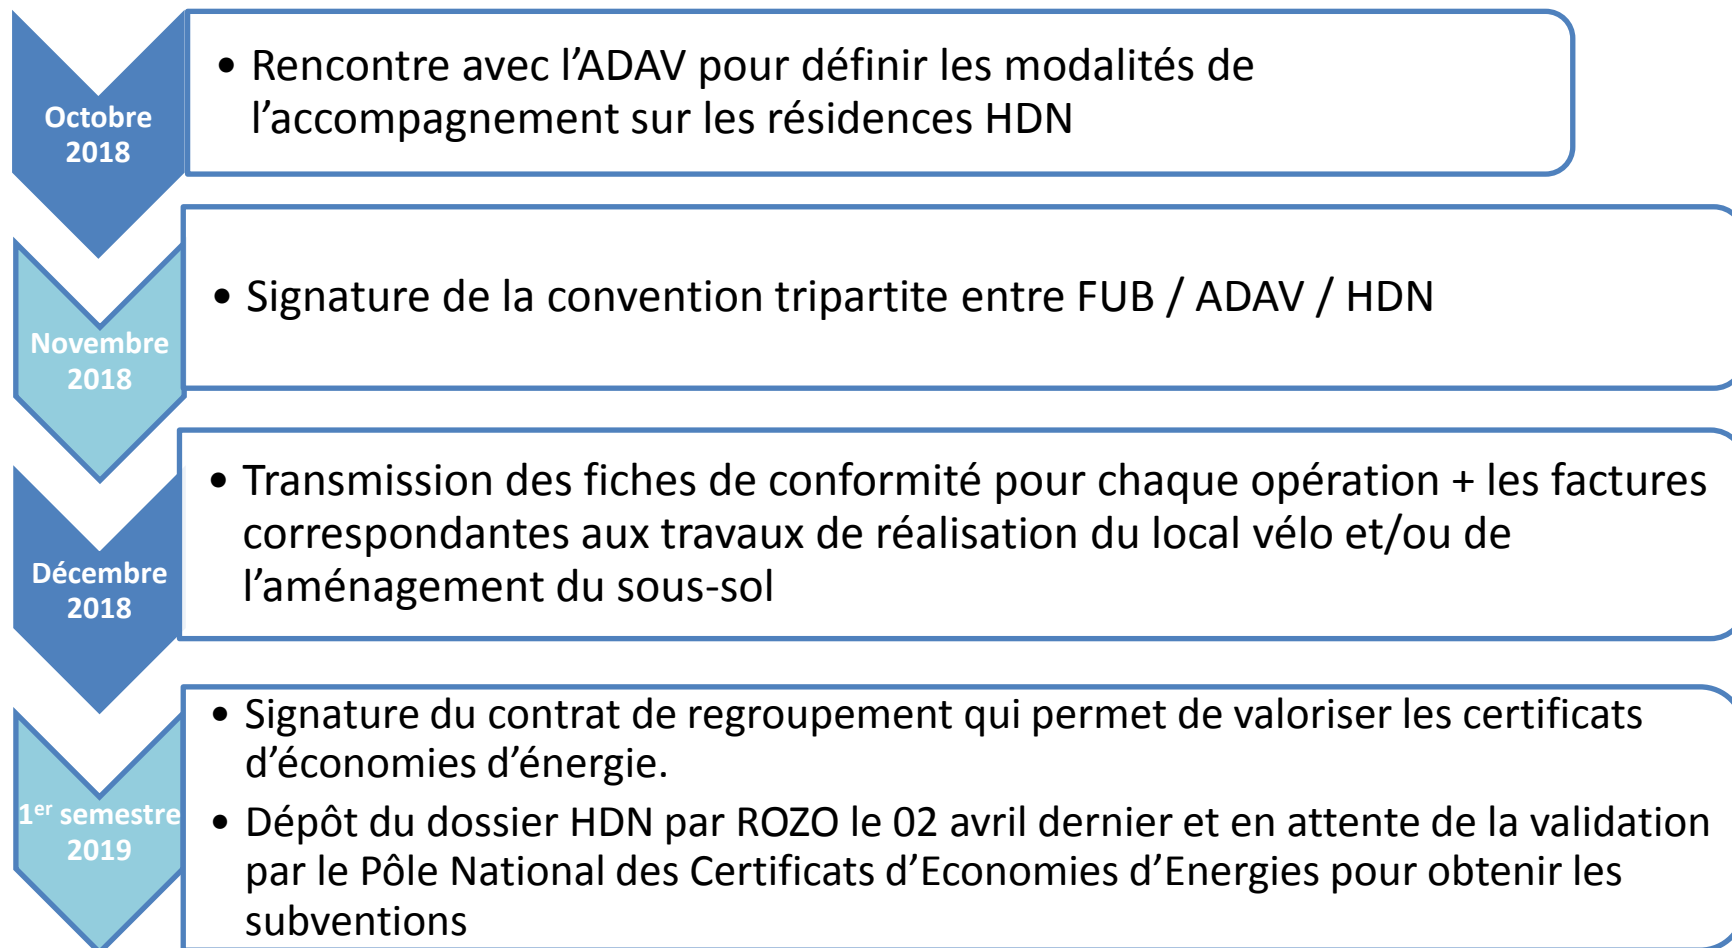 Octobre
2018
• Rencontre avec l’ADAV pour définir les modalités de
l’accompagnement sur les résidences HDN
Novembre
2018
• Signature de la convention tripartite entre FUB / ADAV / HDN
Décembre
2018
• Transmission des fiches de conformité pour chaque opération + les factures
correspondantes aux travaux de réalisation du local vélo et/ou de
l’aménagement du sous-sol
1er semestre
2019
• Signature du contrat de regroupement qui permet de valoriser les certificats
d’économies d’énergie.
• Dépôt du dossier HDN par ROZO le 02 avril dernier et en attente de la validation
par le Pôle National des Certificats d’Economies d’Energies pour obtenir les
subventions